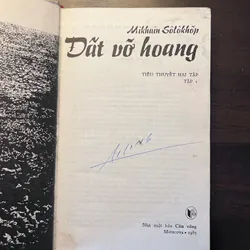 Mikhain Sôlôkhôp
Đất vỡ hoang
TIỂU THUYẾT HAI TẬP
TẬP 1
Nhà xuất bản Cầu vồng
Mátxcơva - 1985